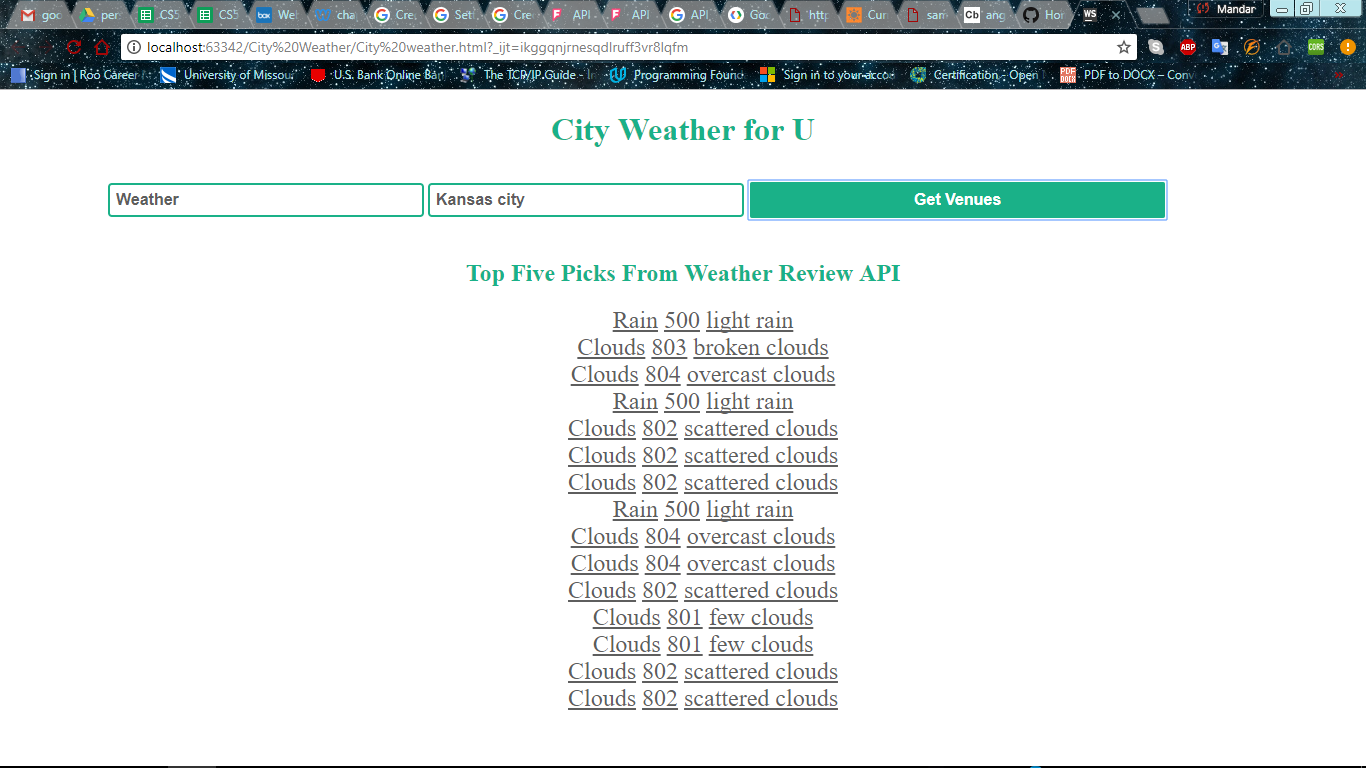 goo per CS5 CS5 We cha Cre Set Cre API API API Goo http Cur sam ang Ho Mandar
localhost:63342/City%20Weather/City%20weather.html?_ijt=ikggqnjrnesqdlruff3vr8lqfm
Sign in | Roo Career University of Missou U.S. Bank Online Ban The TCP/IP Guide - In Programming Found Sign in to your acco Certification - Open PDF to DOCX – Con
City Weather for U
Weather Kansas city Get Venues
Top Five Picks From Weather Review API
Rain 500 light rain
Clouds 803 broken clouds
Clouds 804 overcast clouds
Rain 500 light rain
Clouds 802 scattered clouds
Clouds 802 scattered clouds
Clouds 802 scattered clouds
Rain 500 light rain
Clouds 804 overcast clouds
Clouds 804 overcast clouds
Clouds 802 scattered clouds
Clouds 801 few clouds
Clouds 801 few clouds
Clouds 802 scattered clouds
Clouds 802 scattered clouds